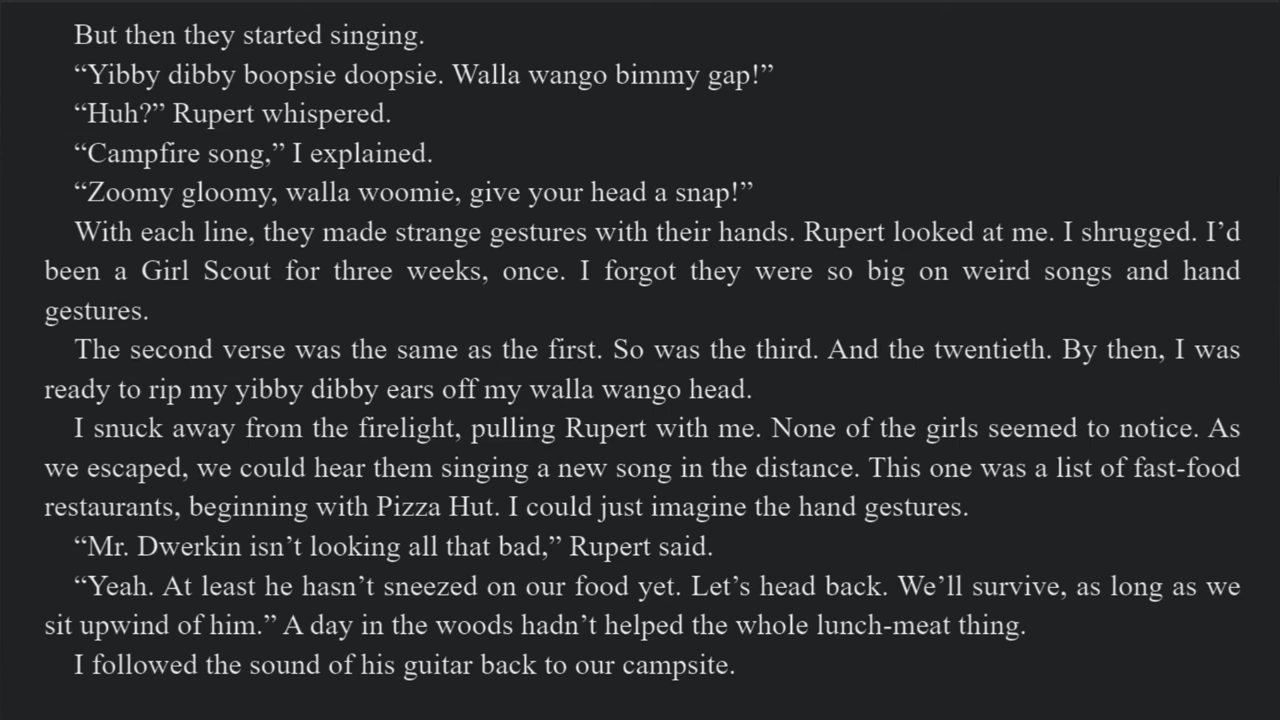 But then they started singing.
“Yibby dibby boopsie doopsie. Walla wango bimmy gap!”
“Huh?” Rupert whispered.
“Campfire song,” I explained.
“Zoomy gloomy, walla woomie, give your head a snap!”
With each line, they made strange gestures with their hands. Rupert looked at me. I shrugged. I’d
been a Girl Scout for three weeks, once. I forgot they were so big on weird songs and hand
gestures.
The second verse was the same as the first. So was the third. And the twentieth. By then, I was
ready to rip my yibby dibby ears off my walla wango head.
I snuck away from the firelight, pulling Rupert with me. None of the girls seemed to notice. As
we escaped, we could hear them singing a new song in the distance. This one was a list of fast-food
restaurants, beginning with Pizza Hut. I could just imagine the hand gestures.
“Mr. Dwerkin isn’t looking all that bad,” Rupert said.
“Yeah. At least he hasn’t sneezed on our food yet. Let’s head back. We’ll survive, as long as we
sit upwind of him.” A day in the woods hadn’t helped the whole lunch-meat thing.
I followed the sound of his guitar back to our campsite.